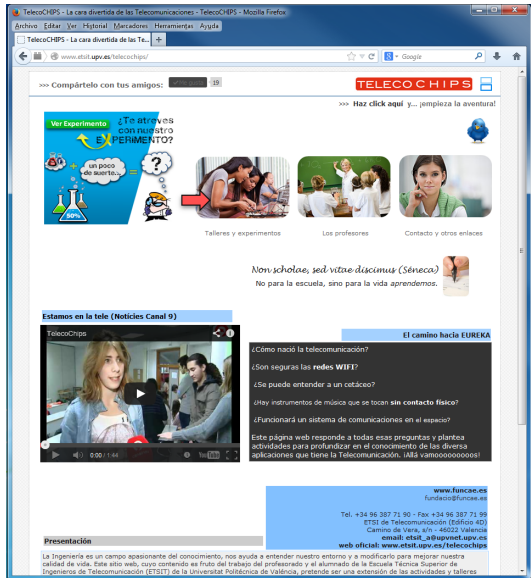 TelecoCHIPS - La cara divertida de las Telecomunicaciones - TelecoCHIPS - Mozilla Firefox
Archivo Editar Ver Historial Marcadores Herramientas Ayuda
TelecoCHIPS - La cara divertida de las Te...
www.etsit.upv.es/telecochips/
Google
>>> Compártelo con tus amigos:
19
TELECOCHIPS
>>> Haz click aquí y... ¡empieza la aventura!
Ver Experimento
¿Te atreves
con nuestro
EXPERIMENTO?
un poco
de suerte...
+
=
?
50%
Talleres y experimentos
Los profesores
Contacto y otros enlaces
Non scholae, sed vitae discimus (Séneca)
No para la escuela, sino para la vida aprendemos.
Estamos en la tele (Notícies Canal 9)
TelecoChips
0:00 / 1:44
YouTube
El camino hacia EUREKA
¿Cómo nació la telecomunicación?
¿Son seguras las redes WIFI?
¿Se puede entender a un cetáceo?
¿Hay instrumentos de música que se tocan sin contacto físico?
¿Funcionará un sistema de comunicaciones en el espacio?
Este página web responde a todas esas preguntas y plantea
actividades para profundizar en el conocimiento de las diversa
aplicaciones que tiene la Telecomunicación. ¡Allá vamoooooooos!
www.funcae.es
fundacio@funcae.es
Tel. +34 96 387 71 90 - Fax +34 96 387 71 99
ETSI de Telecomunicación (Edificio 4D)
Camino de Vera, s/n - 46022 Valencia
email: etsit_a@upvnet.upv.es
web oficial: www.etsit.upv.es/telecochips
Presentación
La Ingeniería es un campo apasionante del conocimiento, nos ayuda a entender nuestro entorno y a modificarlo para mejorar nuestra
calidad de vida. Este sitio web, cuyo contenido es fruto del trabajo del profesorado y el alumnado de la Escuela Técnica Superior de
Ingenieros de Telecomunicación (ETSIT) de la Universitat Politécnica de València, pretende ser una extensión de las actividades y talleres